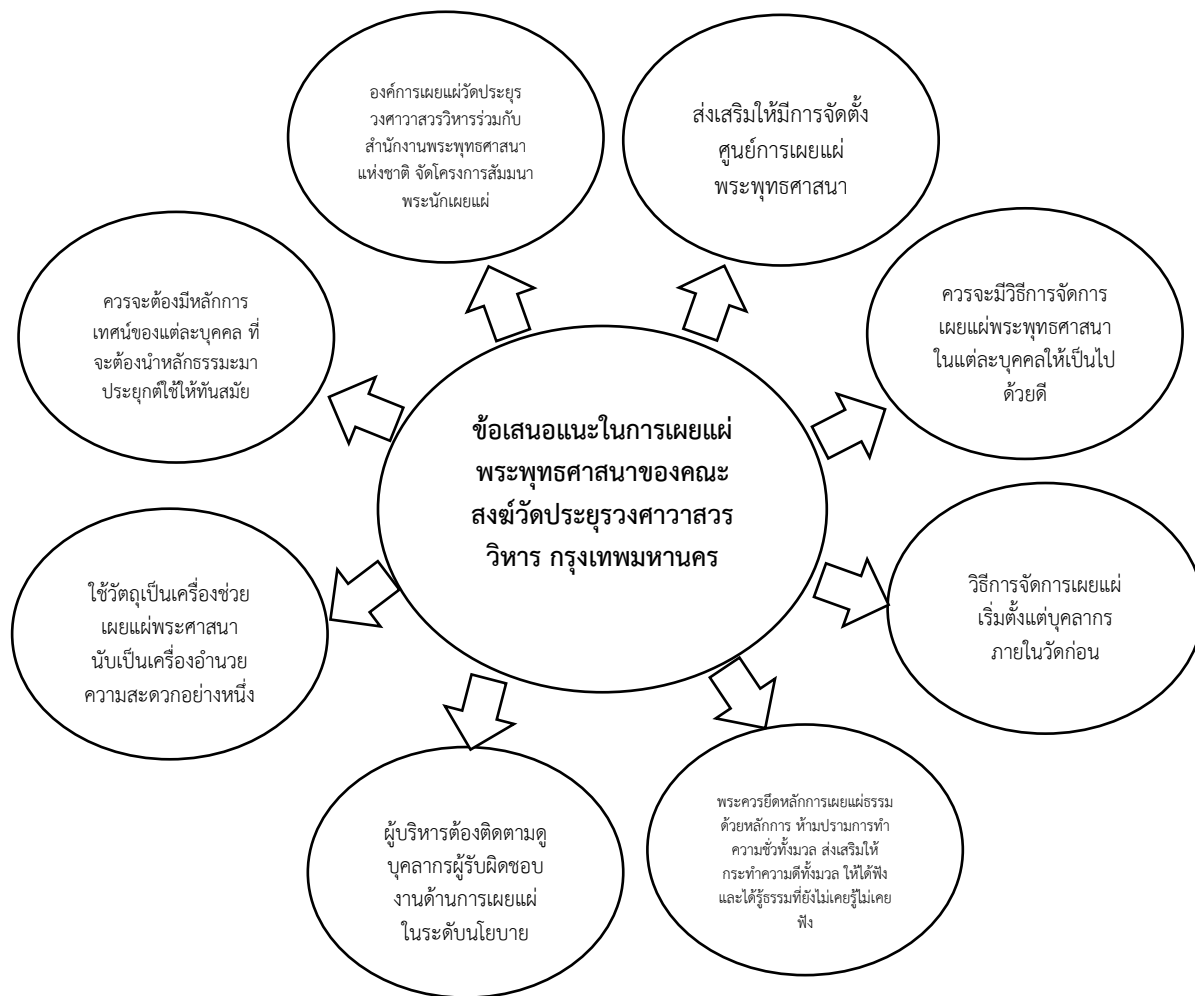 องค์การเผยแผ่วัดประยุร
วงศาวาสวรวิหารร่วมกับ
สำนักงานพระพุทธศาสนา
แห่งชาติ จัดโครงการสัมมนา
พระนักเผยแผ่
ส่งเสริมให้มีการจัดตั้ง
ศูนย์การเผยแผ่
พระพุทธศาสนา
ควรจะต้องมีหลักการ
เทศน์ของแต่ละบุคคล ที่
จะต้องนำหลักธรรมะมา
ประยุกต์ใช้ให้ทันสมัย
ควรจะมีวิธีการจัดการ
เผยแผ่พระพุทธศาสนา
ในแต่ละบุคคลให้เป็นไป
ด้วยดี
ข้อเสนอแนะในการเผยแผ่
พระพุทธศาสนาของคณะ
สงฆ์วัดประยุรวงศาวาสวร
วิหาร กรุงเทพมหานคร
ใช้วัตถุเป็นเครื่องช่วย
เผยแผ่พระศาสนา
นับเป็นเครื่องอำนวย
ความสะดวกอย่างหนึ่ง
วิธีการจัดการเผยแผ่
เริ่มตั้งแต่บุคลากร
ภายในวัดก่อน
ผู้บริหารต้องติดตามดู
บุคลากรผู้รับผิดชอบ
งานด้านการเผยแผ่
ในระดับนโยบาย
พระควรยึดหลักการเผยแผ่ธรรม
ด้วยหลักการ ห้ามปรามการทำ
ความชั่วทั้งมวล ส่งเสริมให้
กระทำความดีทั้งมวล ให้ได้ฟัง
และได้รู้ธรรมที่ยังไม่เคยรู้ไม่เคย
ฟัง